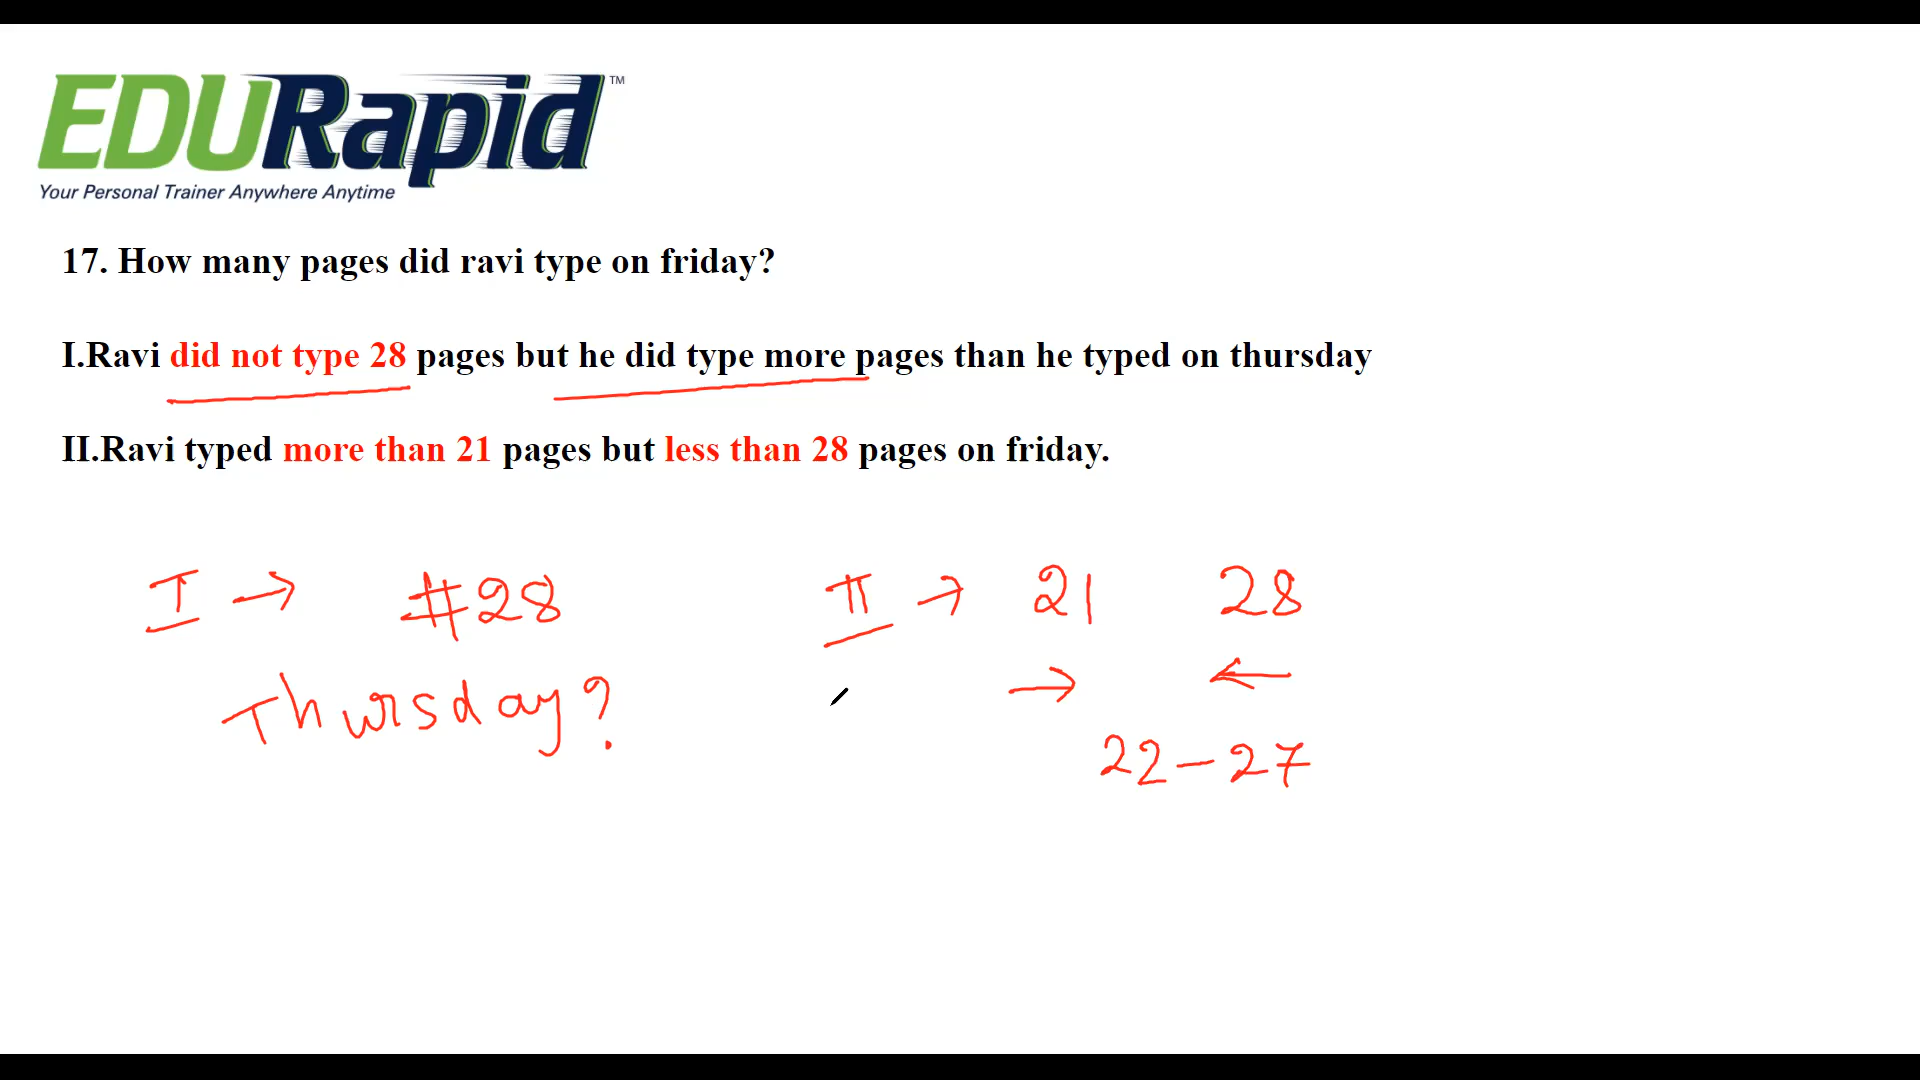 EDURapid™
Your Personal Trainer Anywhere Anytime
17. How many pages did ravi type on friday?
I.Ravi did not type 28 pages but he did type more pages than he typed on thursday
II.Ravi typed more than 21 pages but less than 28 pages on friday.
I → #28
Thursday?
II → 21 28
→ ←
22-27